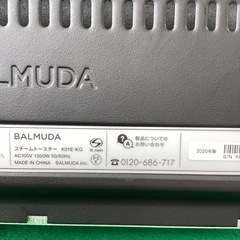 ALMUDA
BALMUDA
スチームトースター K01E-KG
AC100V 1300W 50/60Hz
MADE IN CHINA BALMUDA Inc.
製品についての
お問い合わせ
0120-686-717
2020年製
S/N